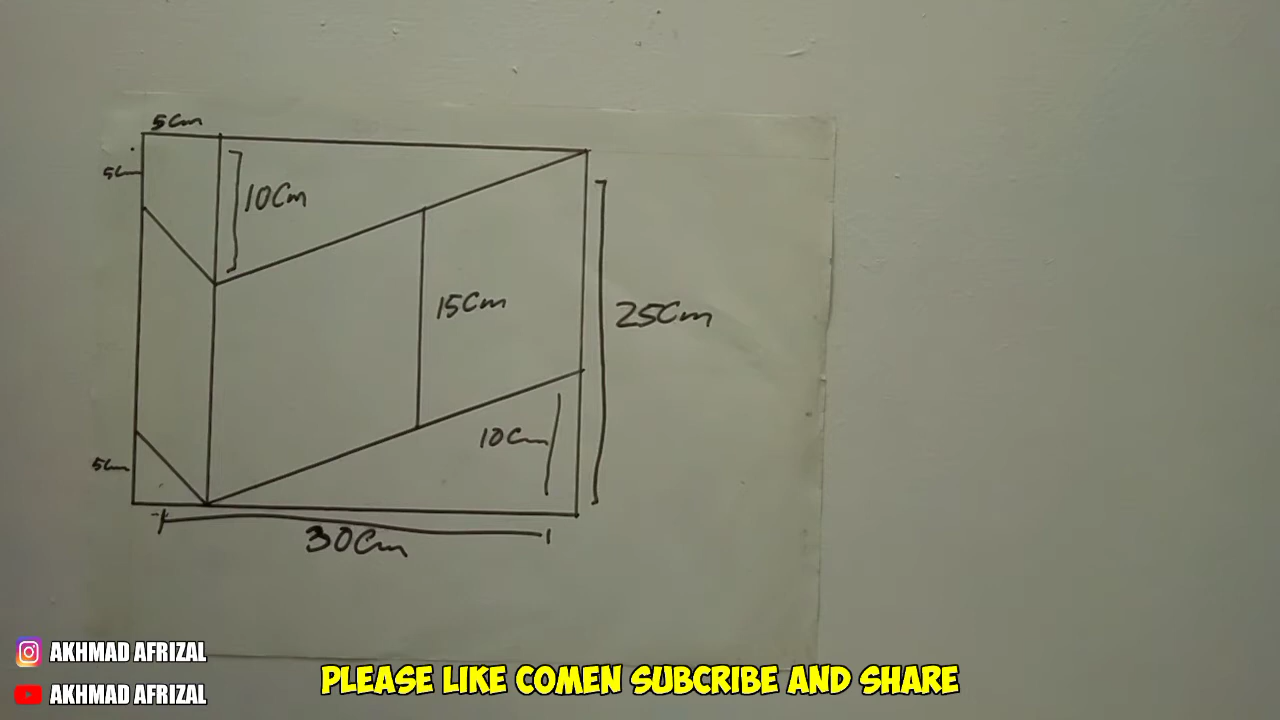 5Cm
5Cm
10Cm
15Cm
25Cm
10Cm
5Cm
30Cm
AKHMAD AFRIZAL
AKHMAD AFRIZAL
PLEASE LIKE COMEN SUBCRIBE AND SHARE